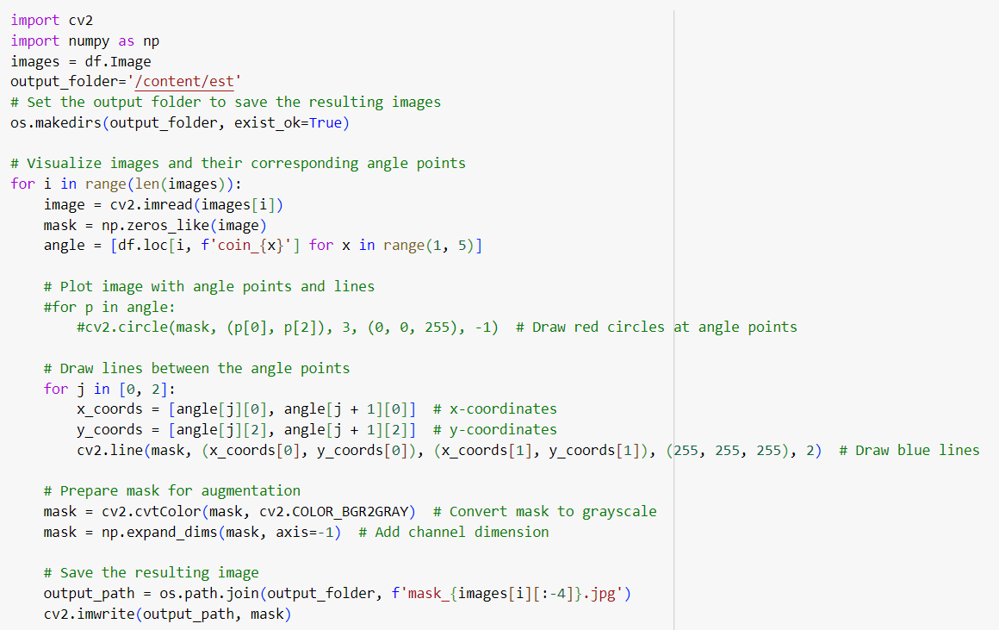 import cv2
import numpy as np
images = df.Image
output_folder='/content/est'
# Set the output folder to save the resulting images
os.makedirs(output_folder, exist_ok=True)

# Visualize images and their corresponding angle points
for i in range(len(images)):
    image = cv2.imread(images[i])
    mask = np.zeros_like(image)
    angle = [df.loc[i, f'coin_{x}'] for x in range(1, 5)]

    # Plot image with angle points and lines
    #for p in angle:
        #cv2.circle(mask, (p[0], p[2]), 3, (0, 0, 255), -1)  # Draw red circles at angle points

    # Draw lines between the angle points
    for j in [0, 2]:
        x_coords = [angle[j][0], angle[j + 1][0]]  # x-coordinates
        y_coords = [angle[j][2], angle[j + 1][2]]  # y-coordinates
        cv2.line(mask, (x_coords[0], y_coords[0]), (x_coords[1], y_coords[1]), (255, 255, 255), 2)  # Draw blue lines

    # Prepare mask for augmentation
    mask = cv2.cvtColor(mask, cv2.COLOR_BGR2GRAY)  # Convert mask to grayscale
    mask = np.expand_dims(mask, axis=-1)  # Add channel dimension

    # Save the resulting image
    output_path = os.path.join(output_folder, f'mask_{images[i][:-4]}.jpg')
    cv2.imwrite(output_path, mask)